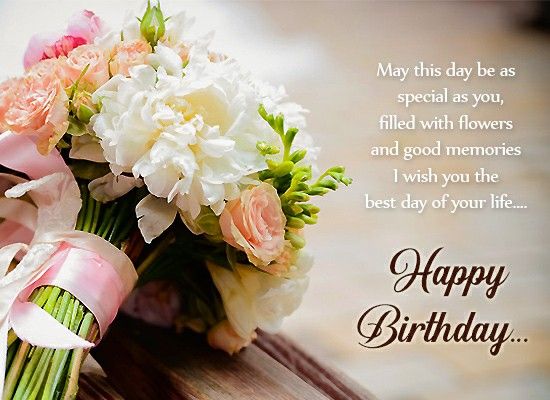 May this day be as
special as you,
filled with flowers
and good memories
I wish you the
best day of your life....
Happy
Birthday...